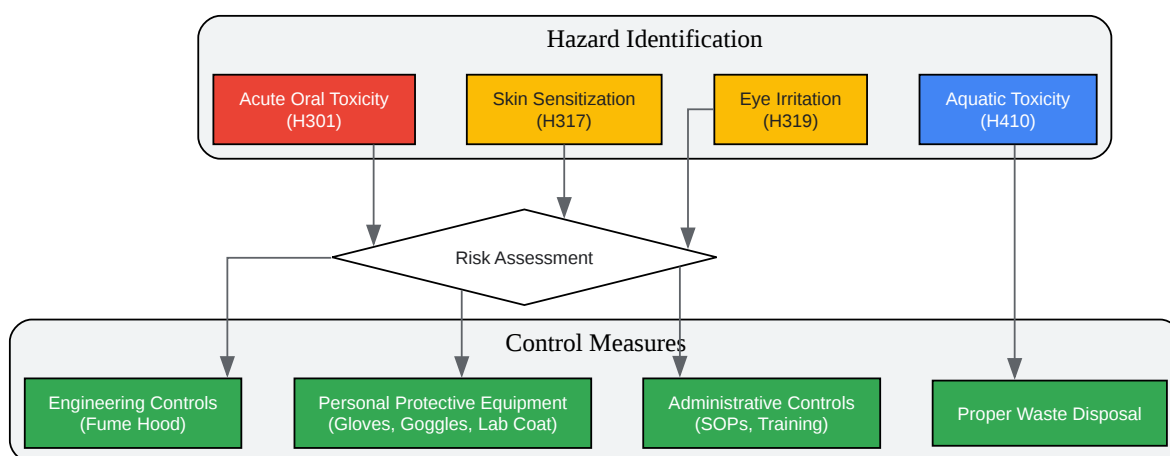 Hazard Identification
Acute Oral Toxicity
(H301)
Skin Sensitization
(H317)
Eye Irritation
(H319)
Aquatic Toxicity
(H410)
Risk Assessment
Control Measures
Engineering Controls
(Fume Hood)
Personal Protective Equipment
(Gloves, Goggles, Lab Coat)
Administrative Controls
(SOPs, Training)
Proper Waste Disposal